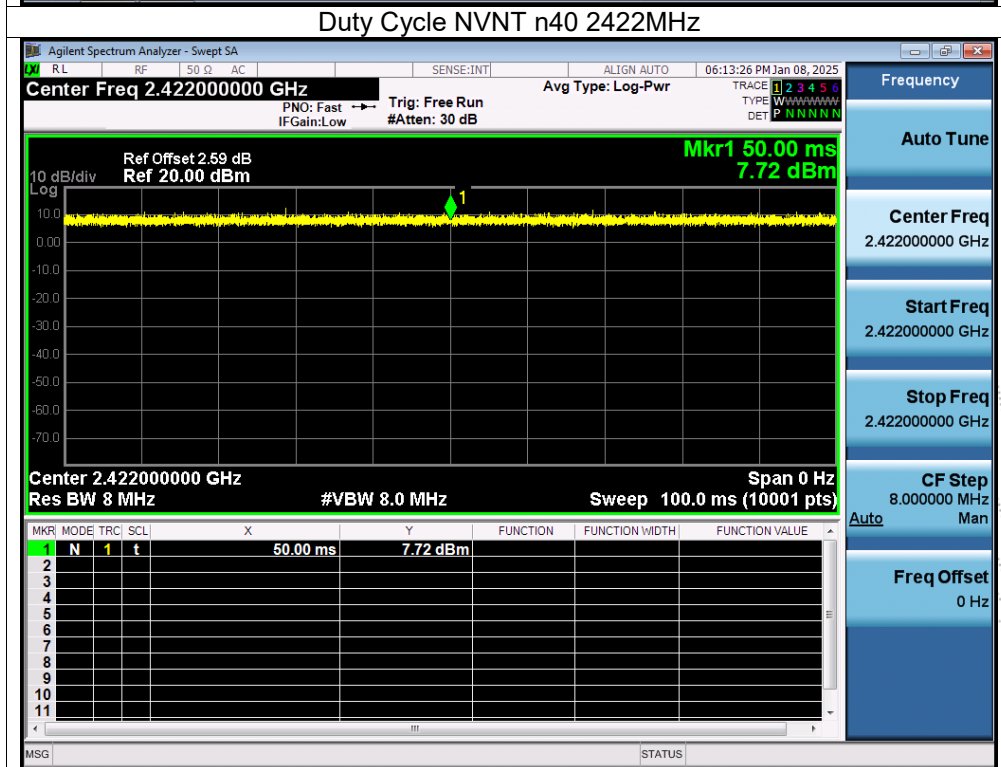 Duty Cycle NVNT n40 2422MHz
Agilent Spectrum Analyzer - Swept SA
LXI RL RF 50 Ω AC SENSE:INT ALIGN AUTO 06:13:26 PM Jan 08, 2025
Center Freq 2.422000000 GHz
PNO: Fast
IFGain:Low
Trig: Free Run
#Atten: 30 dB
Avg Type: Log-Pwr
TRACE 1 2 3 4 5 6
TYPE WWWWWW
DET P N N N N N
Mkr1 50.00 ms
7.72 dBm
Ref Offset 2.59 dB
10 dB/div Ref 20.00 dBm
Log
1
10.0
0.00
-10.0
-20.0
-30.0
-40.0
-50.0
-60.0
-70.0
Center 2.422000000 GHz Span 0 Hz
Res BW 8 MHz #VBW 8.0 MHz Sweep 100.0 ms (10001 pts)
MKR MODE TRC SCL X Y FUNCTION FUNCTION WIDTH FUNCTION VALUE
1 N 1 t 50.00 ms 7.72 dBm
2
3
4
5
6
7
8
9
10
11
MSG STATUS
Frequency
Auto Tune
Center Freq
2.422000000 GHz
Start Freq
2.422000000 GHz
Stop Freq
2.422000000 GHz
CF Step
8.000000 MHz
Auto Man
Freq Offset
0 Hz